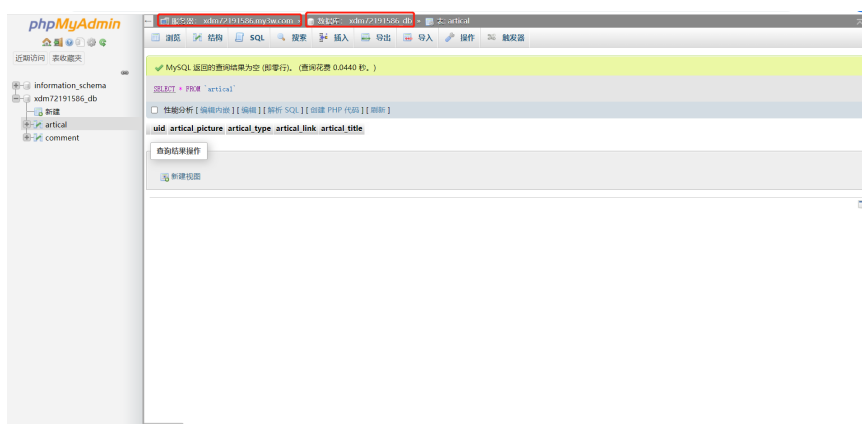 phpMyAdmin
近期访问 表收藏夹
information_schema
xdm72191586_db
新建
artical
comment
服务器: xdm72191586.my3w.com » 数据库: xdm72191586_db » 表: artical
浏览 结构 SQL 搜索 插入 导出 导入 操作 触发器
MySQL 返回的查询结果为空 (即零行)。 (查询花费 0.0440 秒。)
SELECT * FROM `artical`
性能分析 [ 编辑内嵌 ] [ 编辑 ] [ 解析 SQL ] [ 创建 PHP 代码 ] [ 刷新 ]
uid artical_picture artical_type artical_link artical_title
查询结果操作
新建视图